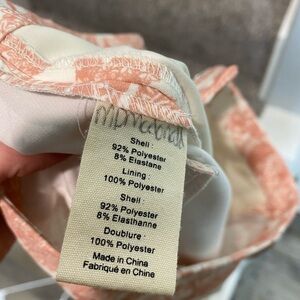 Shell :
92% Polyester
8% Elastane
Lining :
100% Polyester
Shell :
92% Polyester
8% Elasthanne
Doublure :
100% Polyester
Made in China
Fabriqué en Chine